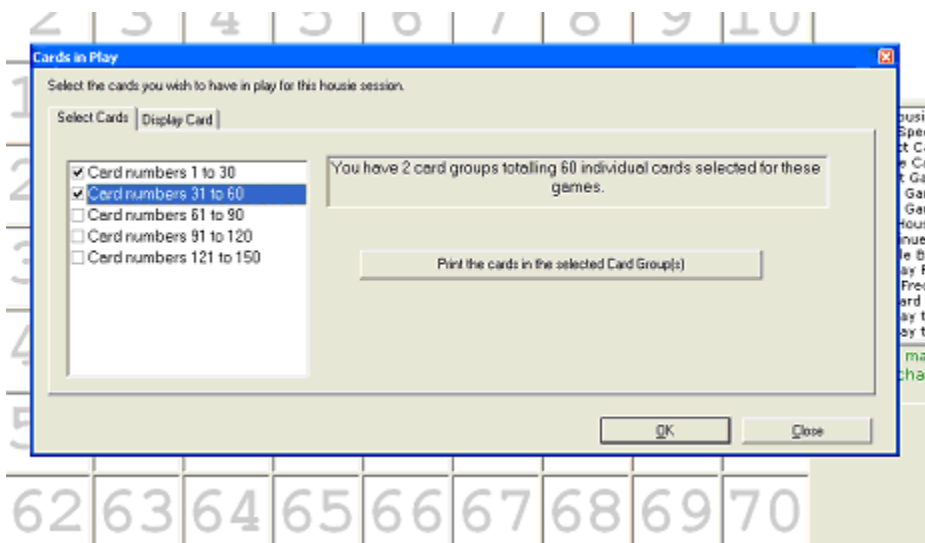 2 3 4 5 6 7 8 9 10
Cards in Play
Select the cards you wish to have in play for this housie session.
Select Cards Display Card
Card numbers 1 to 30
Card numbers 31 to 60
Card numbers 61 to 90
Card numbers 91 to 120
Card numbers 121 to 150
You have 2 card groups totalling 60 individual cards selected for these
games.
Print the cards in the selected Card Group(s)
OK Close
62 63 64 65 66 67 68 69 70